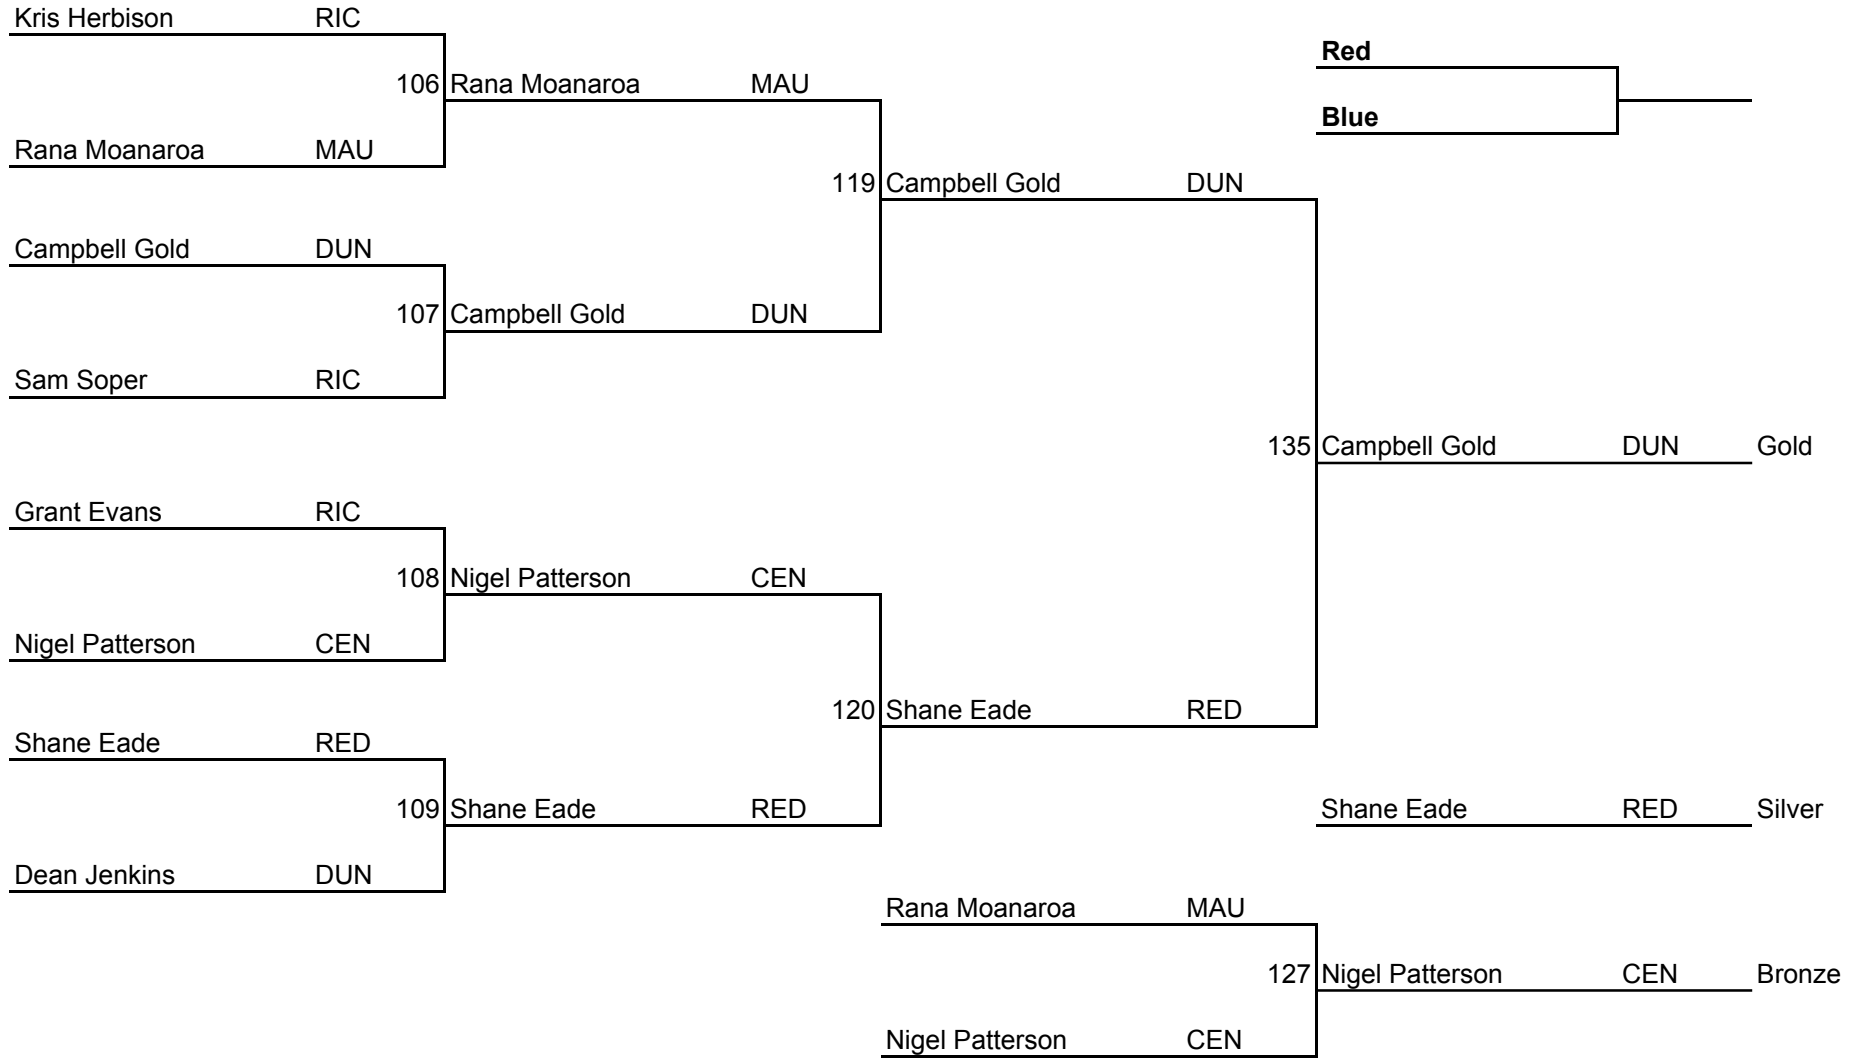 Kris Herbison RIC
Red
106 Rana Moanaroa MAU
Blue
Rana Moanaroa MAU
119 Campbell Gold DUN
Campbell Gold DUN
107 Campbell Gold DUN
Sam Soper RIC
135 Campbell Gold DUN Gold
Grant Evans RIC
108 Nigel Patterson CEN
Nigel Patterson CEN
120 Shane Eade RED
Shane Eade RED
109 Shane Eade RED
Shane Eade RED Silver
Dean Jenkins DUN
Rana Moanaroa MAU
127 Nigel Patterson CEN Bronze
Nigel Patterson CEN